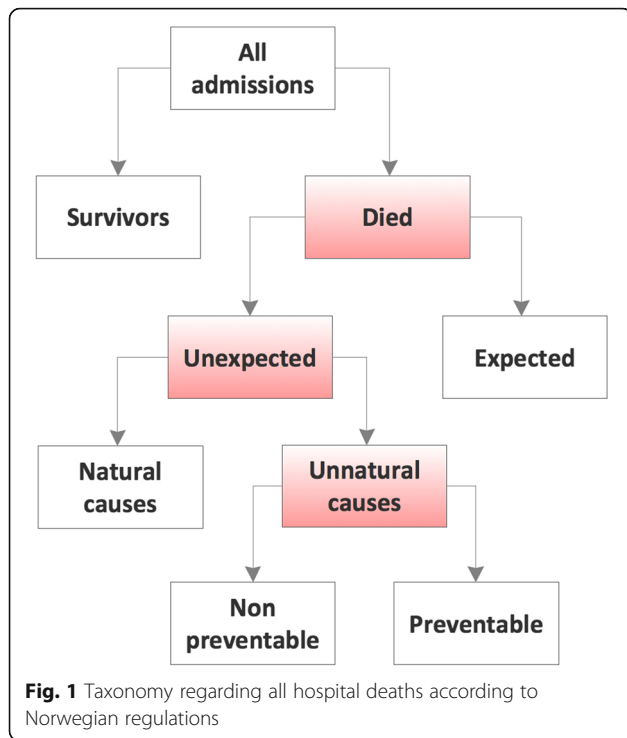 All
admissions
Survivors
Died
Unexpected
Expected
Natural
causes
Unnatural
causes
Non
preventable
Preventable
Fig. 1 Taxonomy regarding all hospital deaths according to
Norwegian regulations